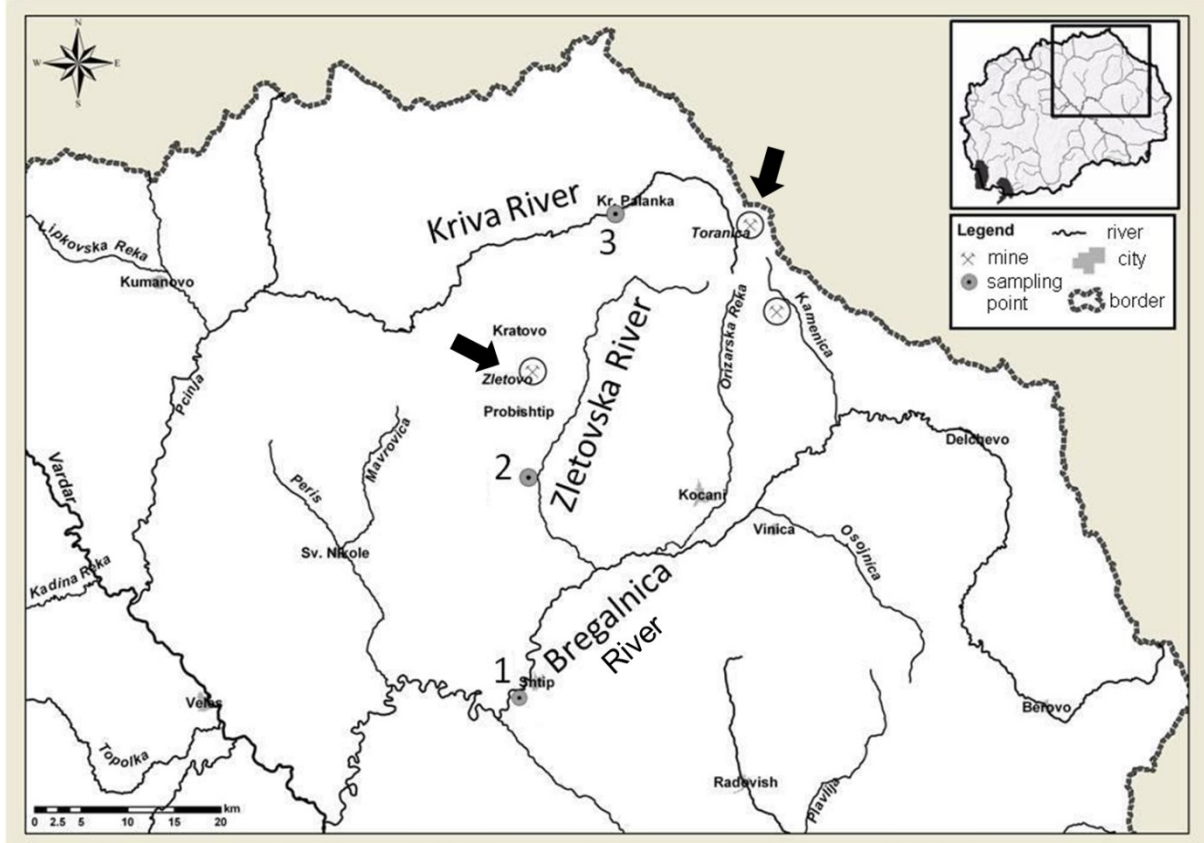 N
W
E
S
Legend
mine
sampling
point
river
city
border
Kriva River
Kr. Palanka
3
Toranica
Lipkovska Reka
Kumanovo
Kamenica
Orizarska Reka
Kratovo
Zletovo
Probishtip
Zletovska River
Pcinja
Mavrovica
Peris
2
Delchevo
Vardar
Kocani
Vinica
Osojnica
Sv. Nikole
Kadina Reka
Bregalnica
River
1
Shtip
Veles
Berovo
Topolka
Radovish
Plavilja
km
0 2.5 5 10 15 20